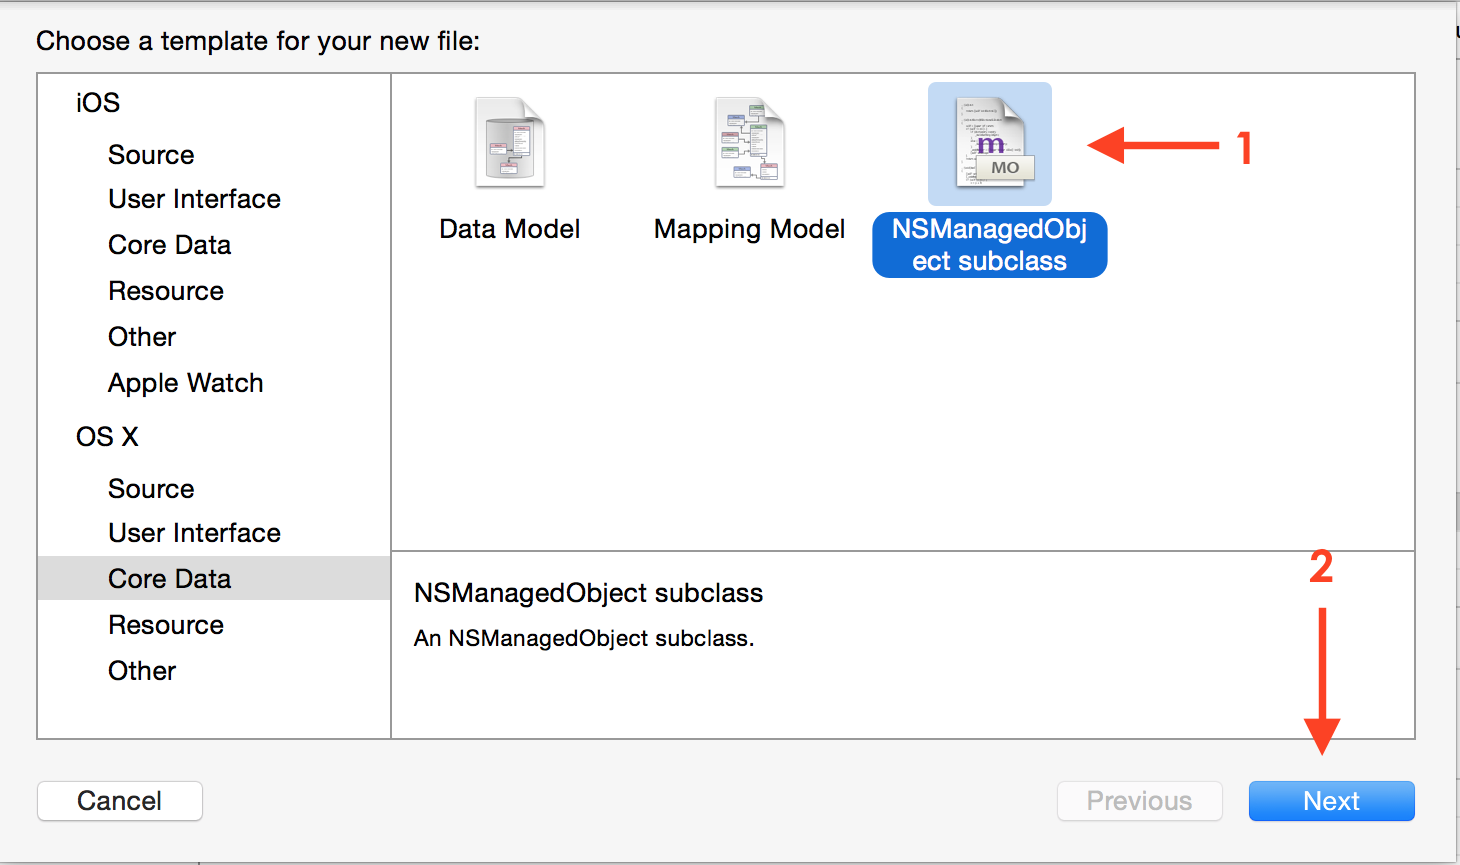 Choose a template for your new file:
iOS
Source
User Interface
Core Data
Resource
Other
Apple Watch
OS X
Source
User Interface
Core Data
Resource
Other
m
MO
1
Data Model
Mapping Model
NSManagedObj
ect subclass
NSManagedObject subclass
An NSManagedObject subclass.
2
Cancel
Previous
Next